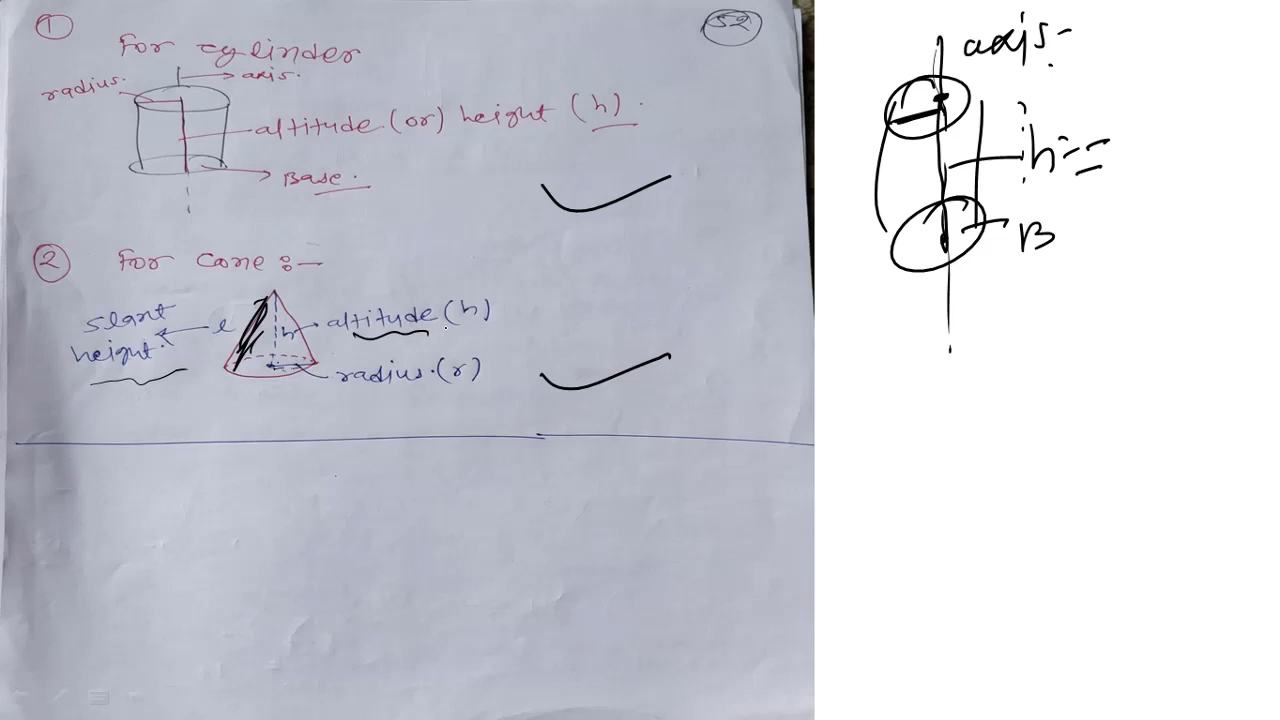 1
52
For cylinder
radius.
axis.
altitude (or) height (h).
Base.
2
For Cone :-
slant
height.
l
h
altitude (h)
radius.(r)
axis-
h==
B